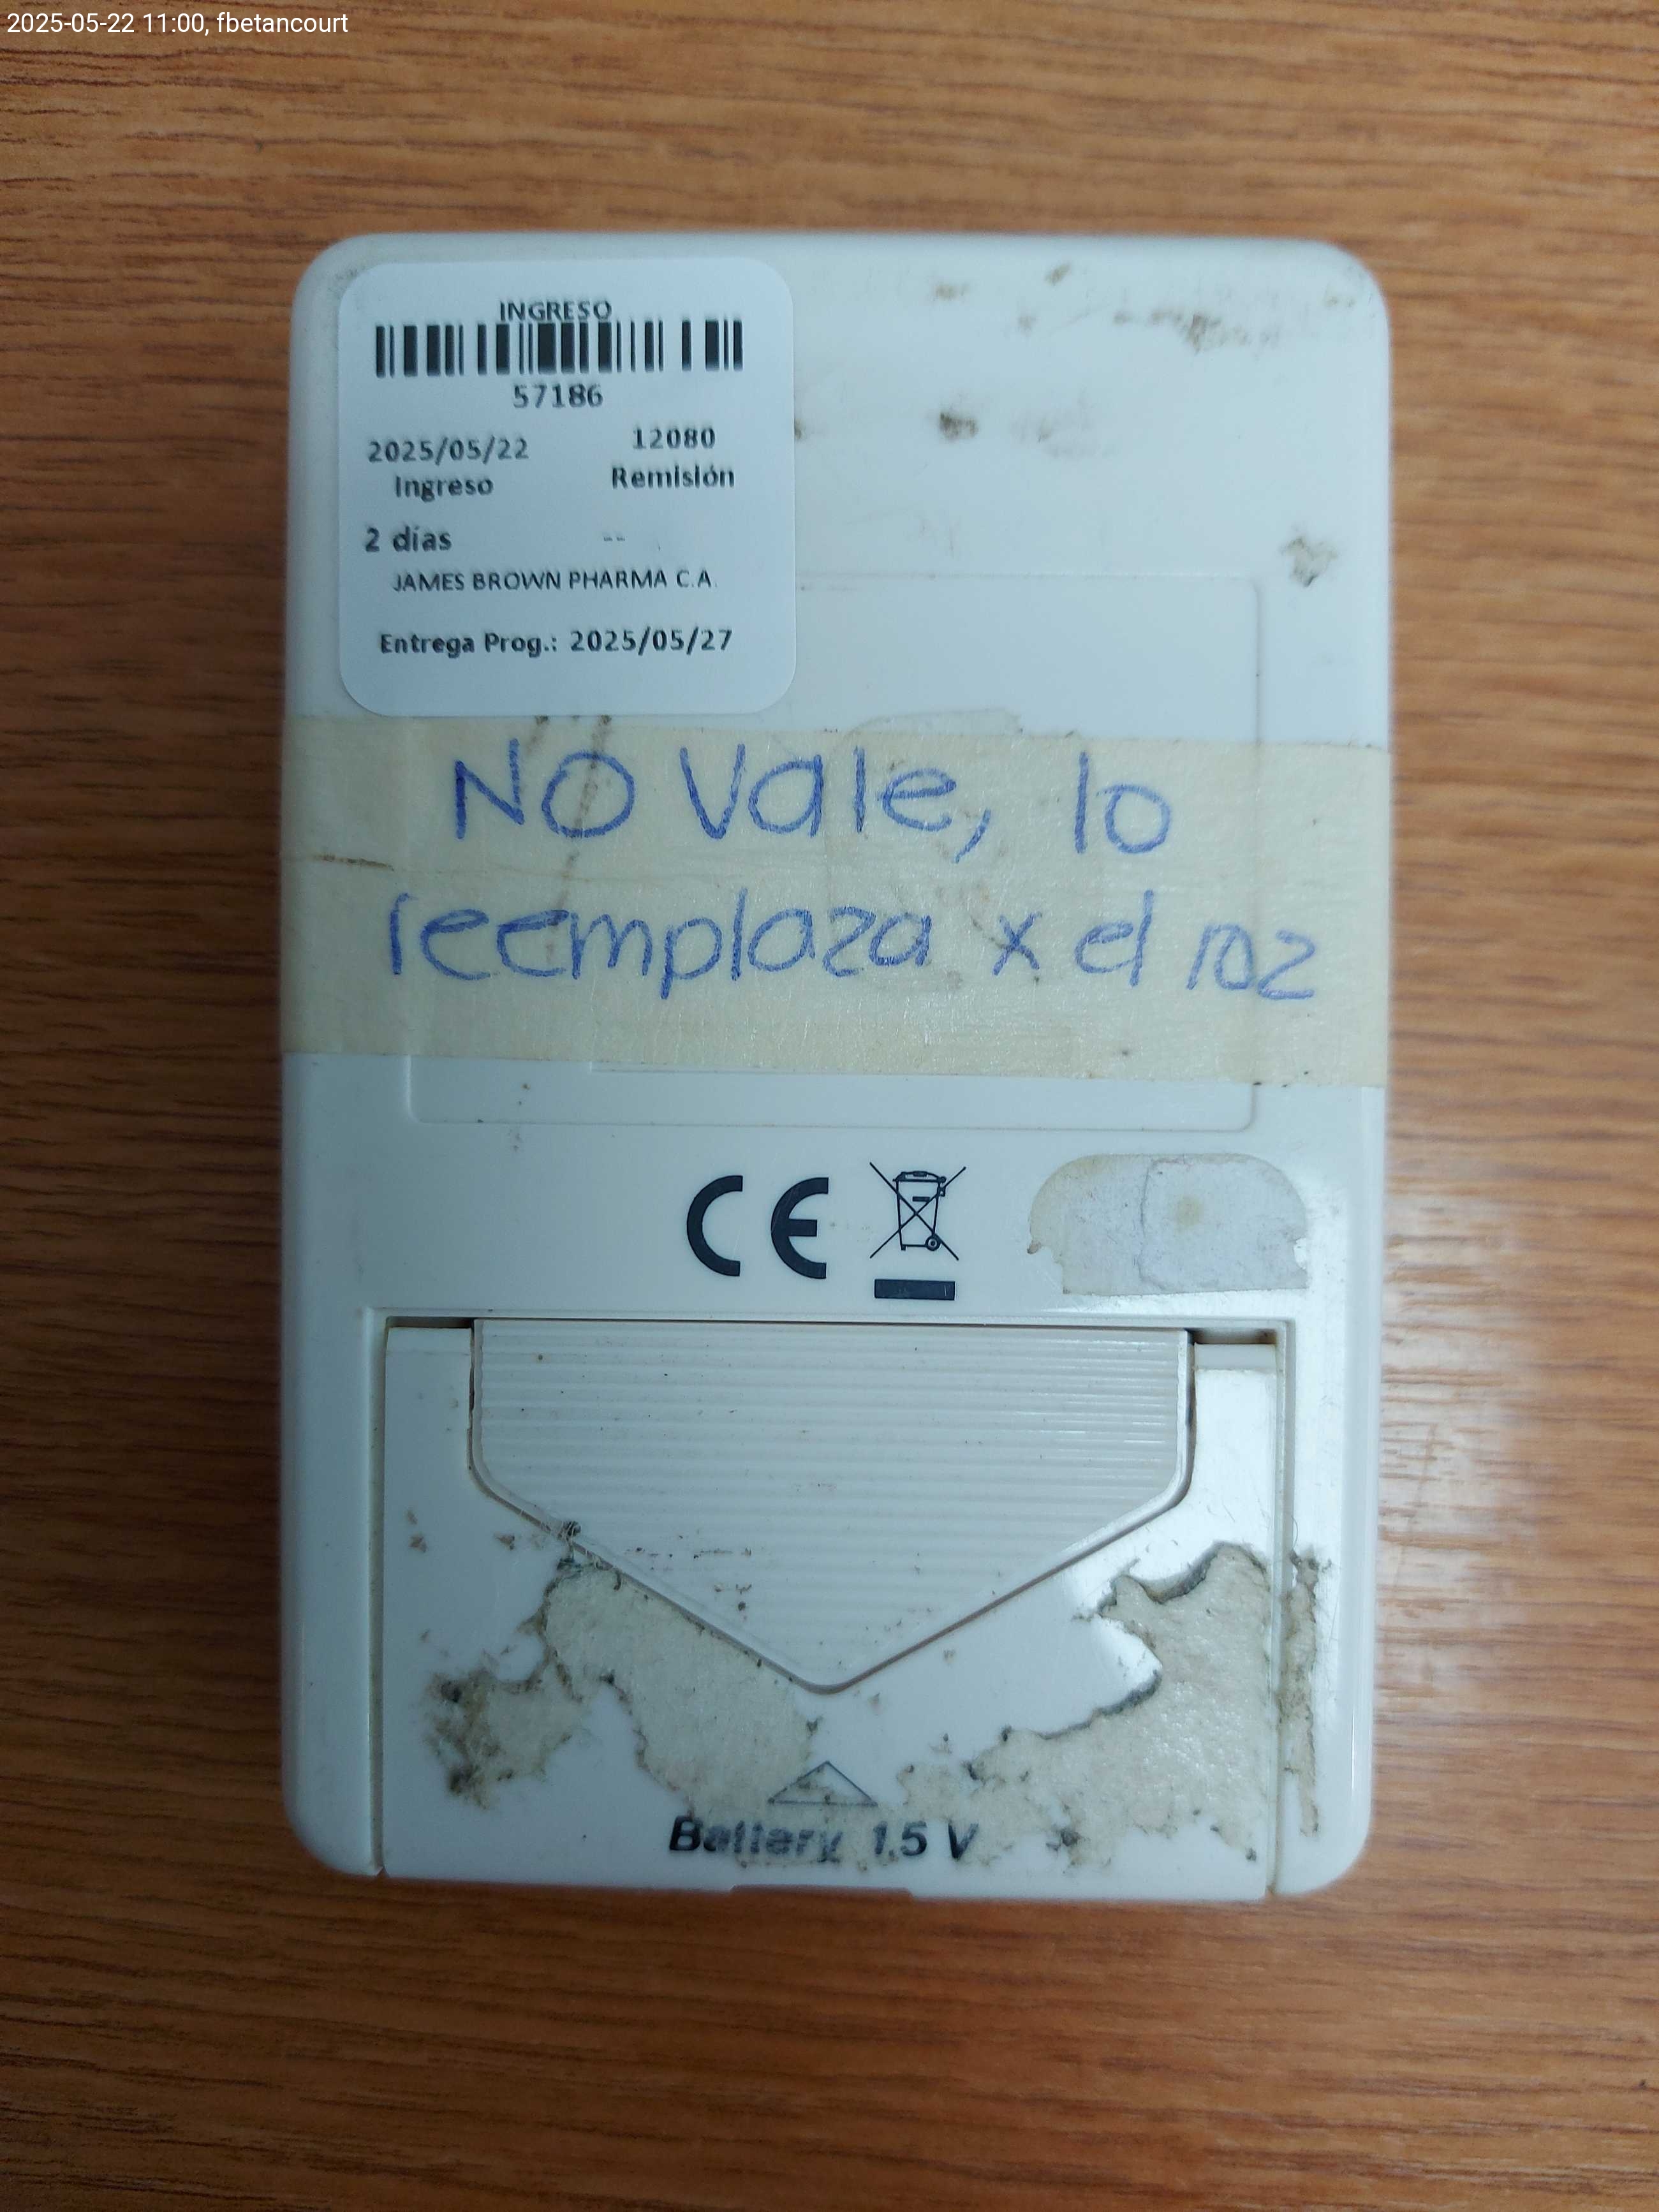 2025-05-22 11:00, fbetancourt
INGRESO
57186
2025/05/22 12080
Ingreso Remisión
2 días --
JAMES BROWN PHARMA C.A.
Entrega Prog.: 2025/05/27
NO Vale, lo
reemplaza x el 102
CE
Battery 1.5 V